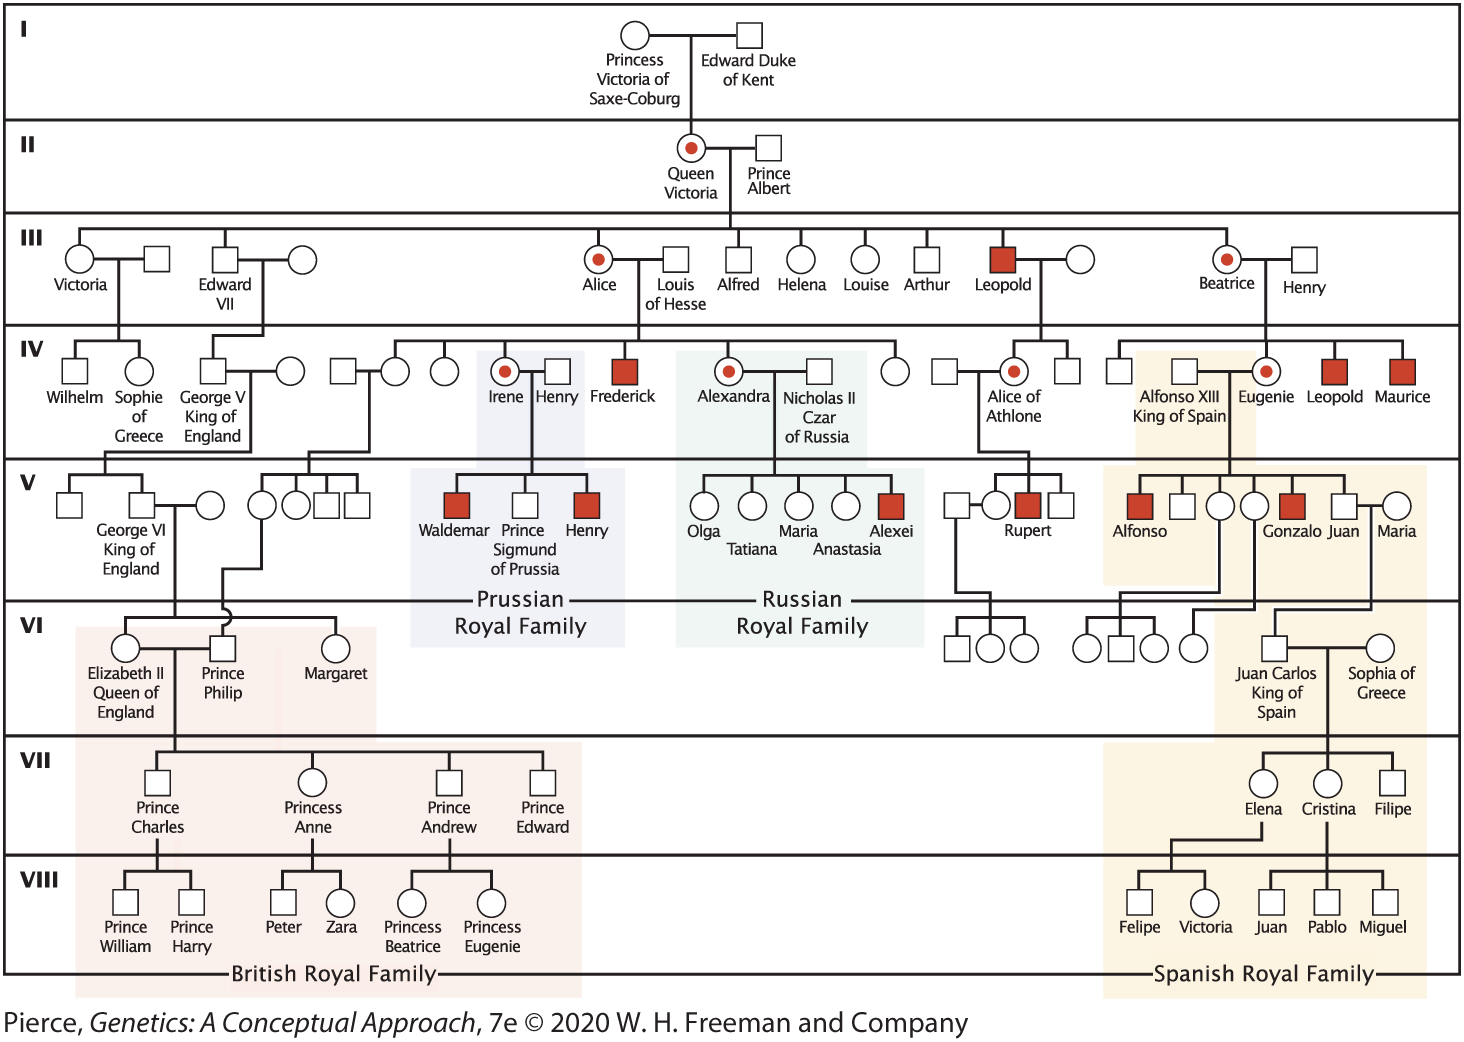 I
Princess
Victoria of
Saxe-Coburg
Edward Duke
of Kent
II
Queen
Victoria
Prince
Albert
III
Victoria
Edward
VII
Alice
Louis
of Hesse
Alfred
Helena
Louise
Arthur
Leopold
Beatrice
Henry
IV
Wilhelm
Sophie
of
Greece
George V
King of
England
Irene
Henry
Frederick
Alexandra
Nicholas II
Czar
of Russia
Alice of
Athlone
Alfonso XIII
King of Spain
Eugenie
Leopold
Maurice
V
George VI
King of
England
Waldemar
Prince
Sigmund
of Prussia
Henry
Olga
Tatiana
Maria
Anastasia
Alexei
Rupert
Alfonso
Gonzalo
Juan
Maria
Prussian
Royal Family
Russian
Royal Family
VI
Elizabeth II
Queen of
England
Prince
Philip
Margaret
Juan Carlos
King of
Spain
Sophia of
Greece
VII
Prince
Charles
Princess
Anne
Prince
Andrew
Prince
Edward
Elena
Cristina
Filipe
VIII
Prince
William
Prince
Harry
Peter
Zara
Princess
Beatrice
Princess
Eugenie
Felipe
Victoria
Juan
Pablo
Miguel
British Royal Family
Spanish Royal Family
Pierce, Genetics: A Conceptual Approach, 7e © 2020 W. H. Freeman and Company